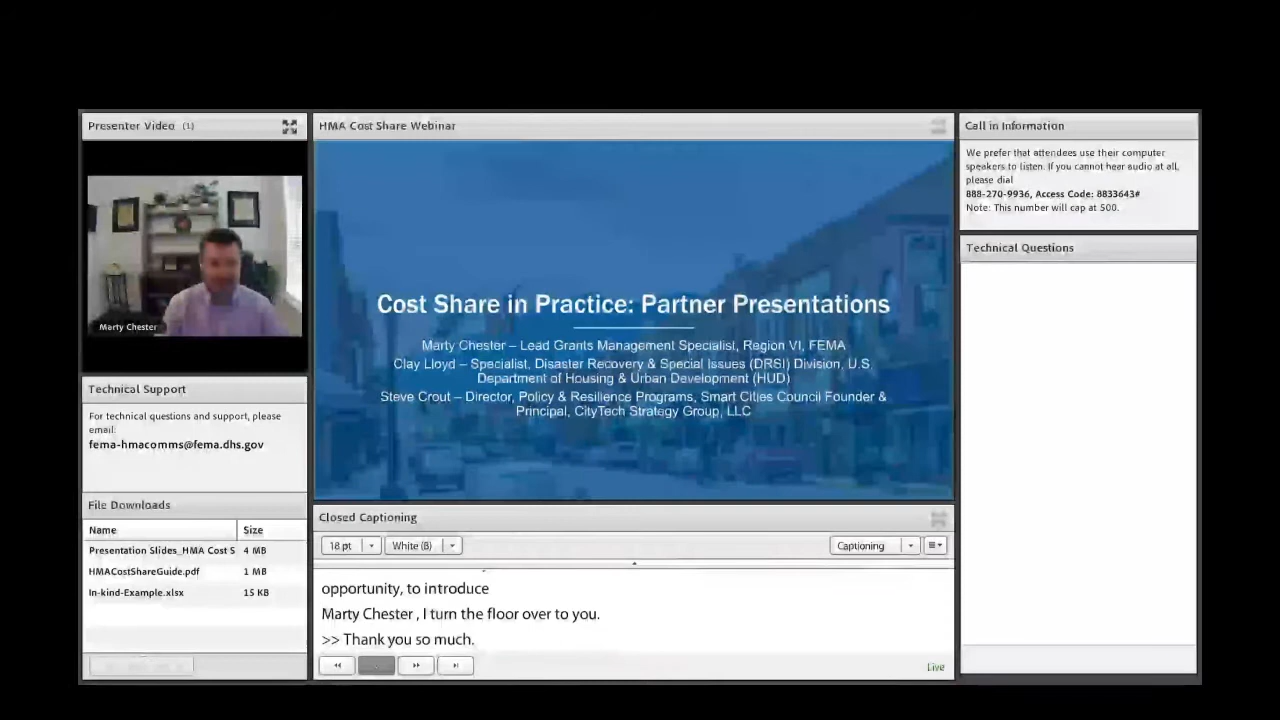 Presenter Video (1)
Marty Chester
Technical Support
For technical questions and support, please
email:
fema-hmacomms@fema.dhs.gov
File Downloads
Name Size
Presentation Slides_HMA Cost S 4 MB
HMACostShareGuide.pdf 1 MB
In-kind-Example.xlsx 15 KB
HMA Cost Share Webinar
Cost Share in Practice: Partner Presentations
Marty Chester – Lead Grants Management Specialist, Region VI, FEMA
Clay Lloyd – Specialist, Disaster Recovery & Special Issues (DRSI) Division, U.S.
Department of Housing & Urban Development (HUD)
Steve Crout – Director, Policy & Resilience Programs, Smart Cities Council Founder &
Principal, CityTech Strategy Group, LLC
Closed Captioning
18 pt White (B) Captioning
opportunity, to introduce
Marty Chester , I turn the floor over to you.
>> Thank you so much.
Live
Call in Information
We prefer that attendees use their computer
speakers to listen. If you cannot hear audio at all,
please dial
888-270-9936, Access Code: 8833643#
Note: This number will cap at 500.
Technical Questions